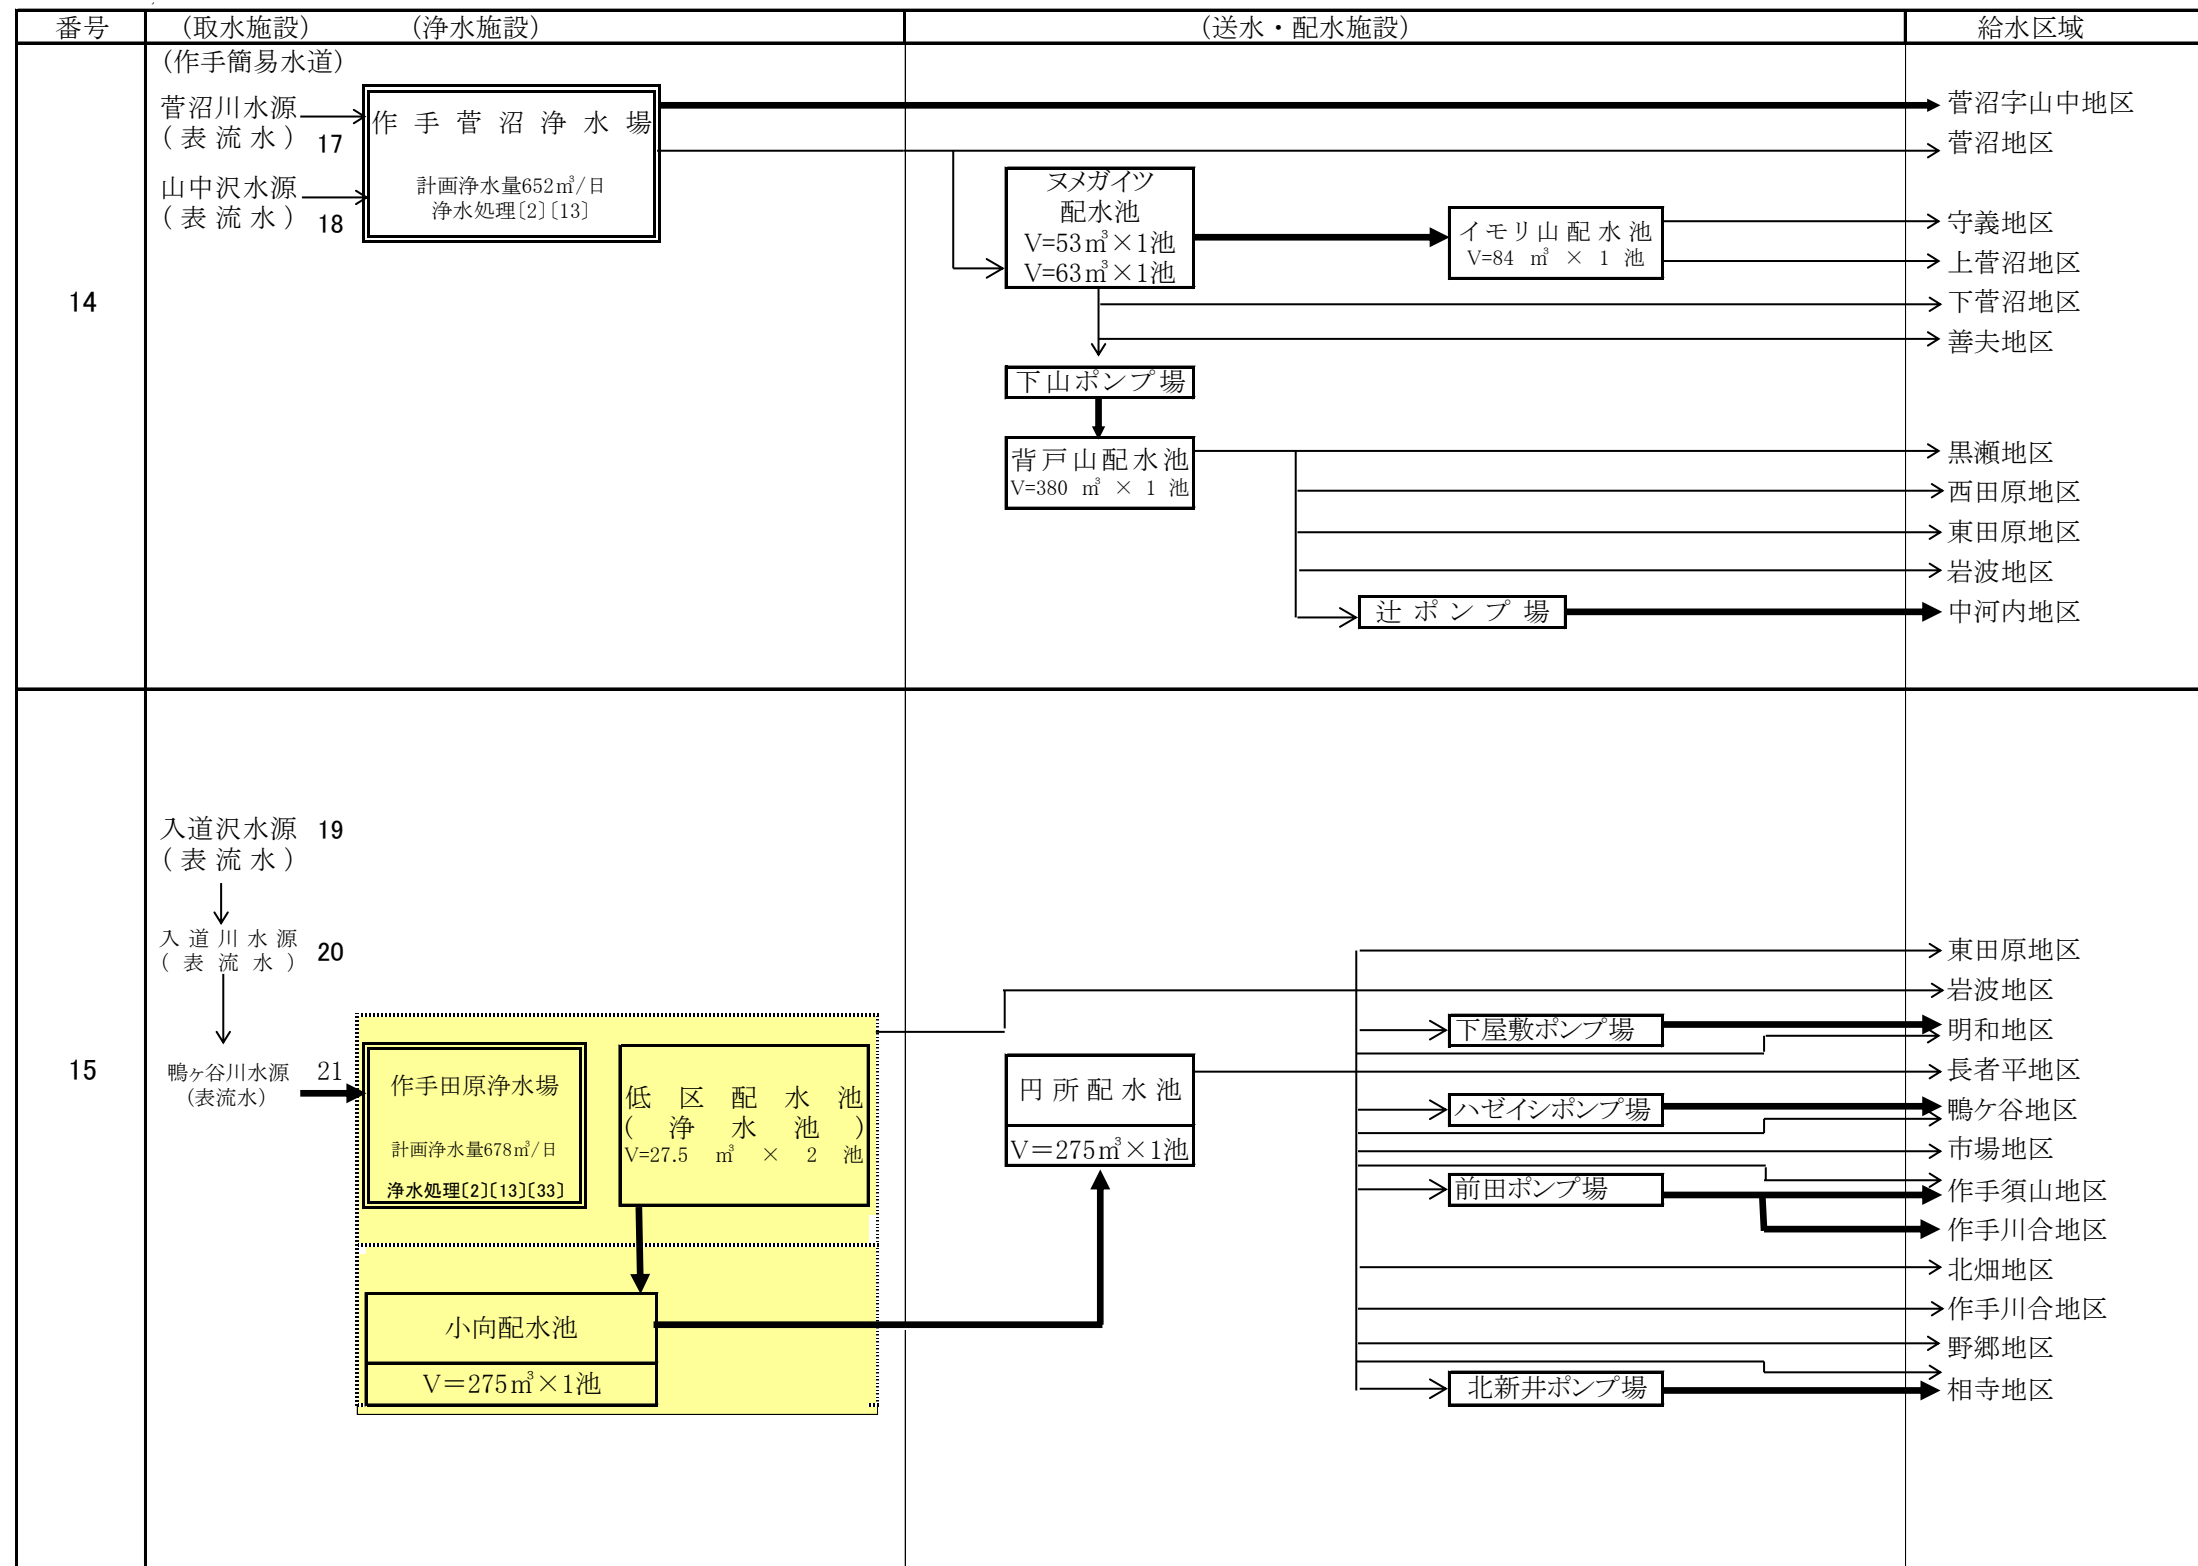 番号
(取水施設)
(浄水施設)
(送水・配水施設)
給水区域
14
(作手簡易水道)
菅沼川水源
(表流水)
17
山中沢水源
(表流水)
18
作手菅沼浄水場
計画浄水量652㎥/日
浄水処理〔2〕〔13〕
ヌメガイツ
配水池
V=53㎥×1池
V=63㎥×1池
イモリ山配水池
V=84 ㎥ × 1 池
下山ポンプ場
背戸山配水池
V=380 ㎥ × 1 池
辻ポンプ場
菅沼字山中地区
菅沼地区
守義地区
上菅沼地区
下菅沼地区
善夫地区
黒瀬地区
西田原地区
東田原地区
岩波地区
中河内地区
15
入道沢水源
(表流水)
19
入道川水源
(表流水)
20
鴨ヶ谷川水源
(表流水)
21
作手田原浄水場
計画浄水量678㎥/日
浄水処理〔2〕〔13〕〔33〕
低区配水池
(浄水池)
V=27.5 ㎥ × 2 池
小向配水池
V=275㎥×1池
円所配水池
V=275㎥×1池
下屋敷ポンプ場
ハゼイシポンプ場
前田ポンプ場
北新井ポンプ場
東田原地区
岩波地区
明和地区
長者平地区
鴨ケ谷地区
市場地区
作手須山地区
作手川合地区
北畑地区
作手川合地区
野郷地区
相寺地区